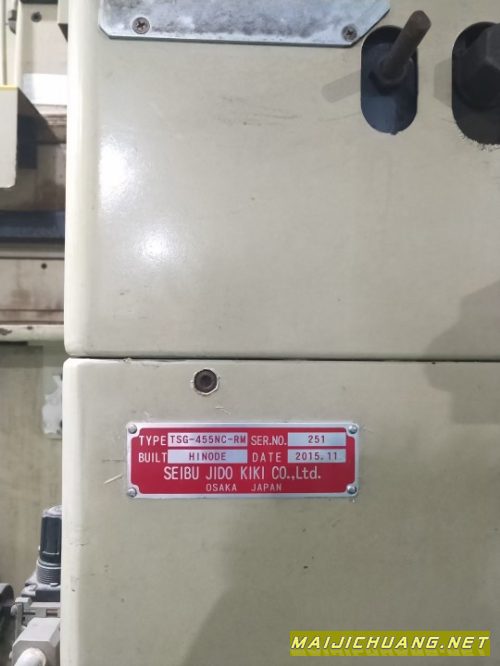 TYPE TSG-455NC-RM SER.NO. 251
BUILT HINODE DATE 2015.11
SEIBU JIDO KIKI CO.,Ltd.
OSAKA JAPAN
MAIJICHUANG.NET